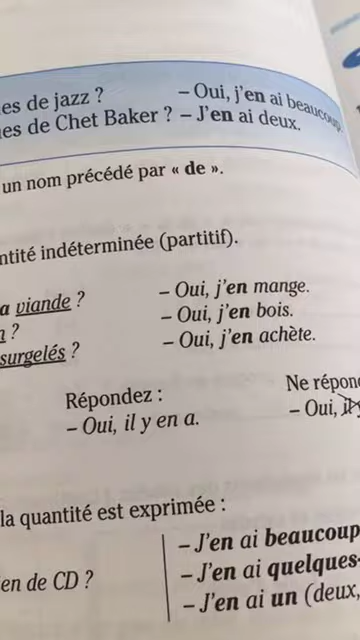 es de jazz ? – Oui, j'en ai beaucoup
es de Chet Baker ? – J'en ai deux.
un nom précédé par « de ».
ntité indéterminée (partitif).
a viande ? – Oui, j'en mange.
? – Oui, j'en bois.
surgelés ? – Oui, j'en achète.
Répondez :
– Oui, il y en a.
Ne répon
– Oui, il y
la quantité est exprimée :
– J'en ai beaucoup
en de CD ? – J'en ai quelques-
– J'en ai un (deux,